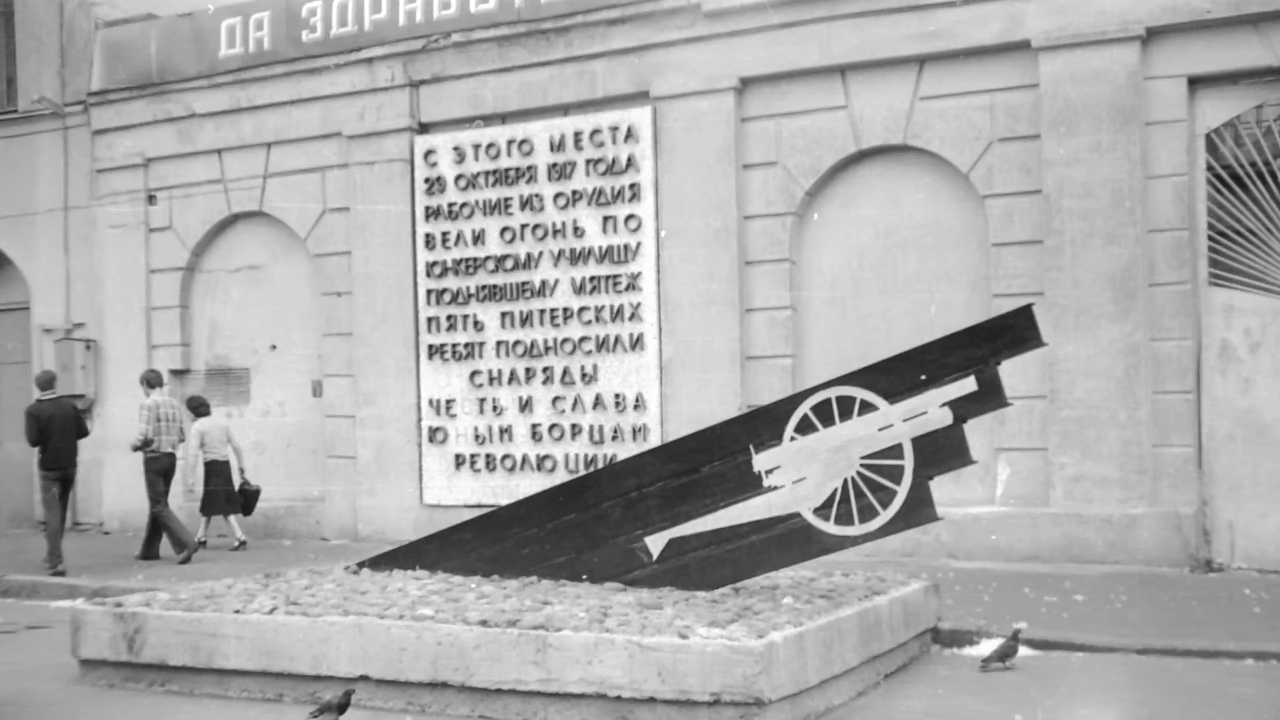 ДА ЗДРАВСТ
С ЭТОГО МЕСТА
29 ОКТЯБРЯ 1917 ГОДА
РАБОЧИЕ ИЗ ОРУДИЯ
ВЕЛИ ОГОНЬ ПО
ЮНКЕРСКОМУ УЧИЛИЩУ
ПОДНЯВШЕМУ МЯТЕЖ
ПЯТЬ ПИТЕРСКИХ
РЕБЯТ ПОДНОСИЛИ
СНАРЯДЫ
ЧЕСТЬ И СЛАВА
ЮНЫМ БОРЦАМ
РЕВОЛЮЦИИ